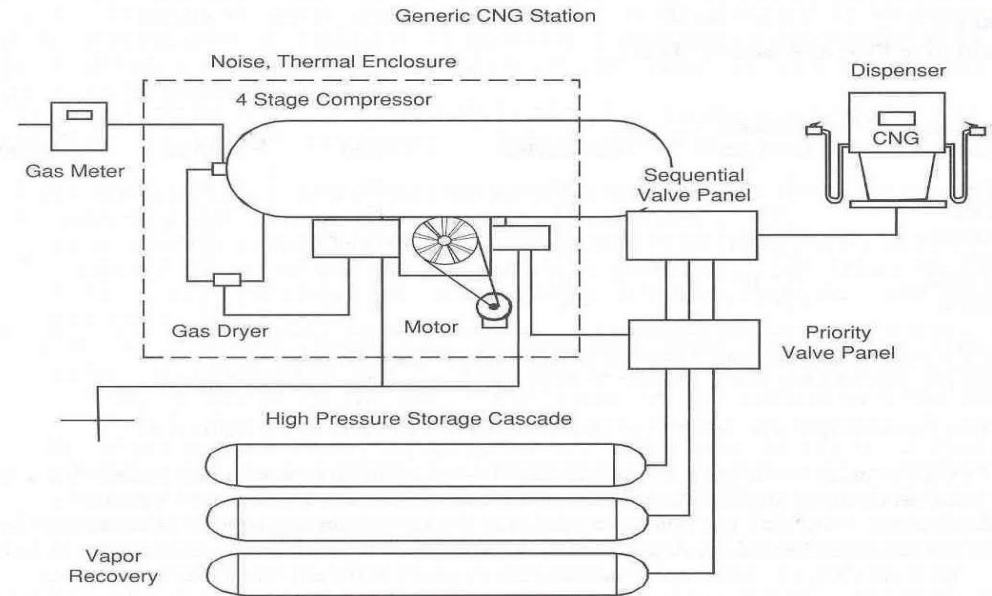 Generic CNG Station
Noise, Thermal Enclosure
Dispenser
4 Stage Compressor
CNG
Gas Meter
Sequential
Valve Panel
Gas Dryer
Motor
Priority
Valve Panel
High Pressure Storage Cascade
Vapor
Recovery